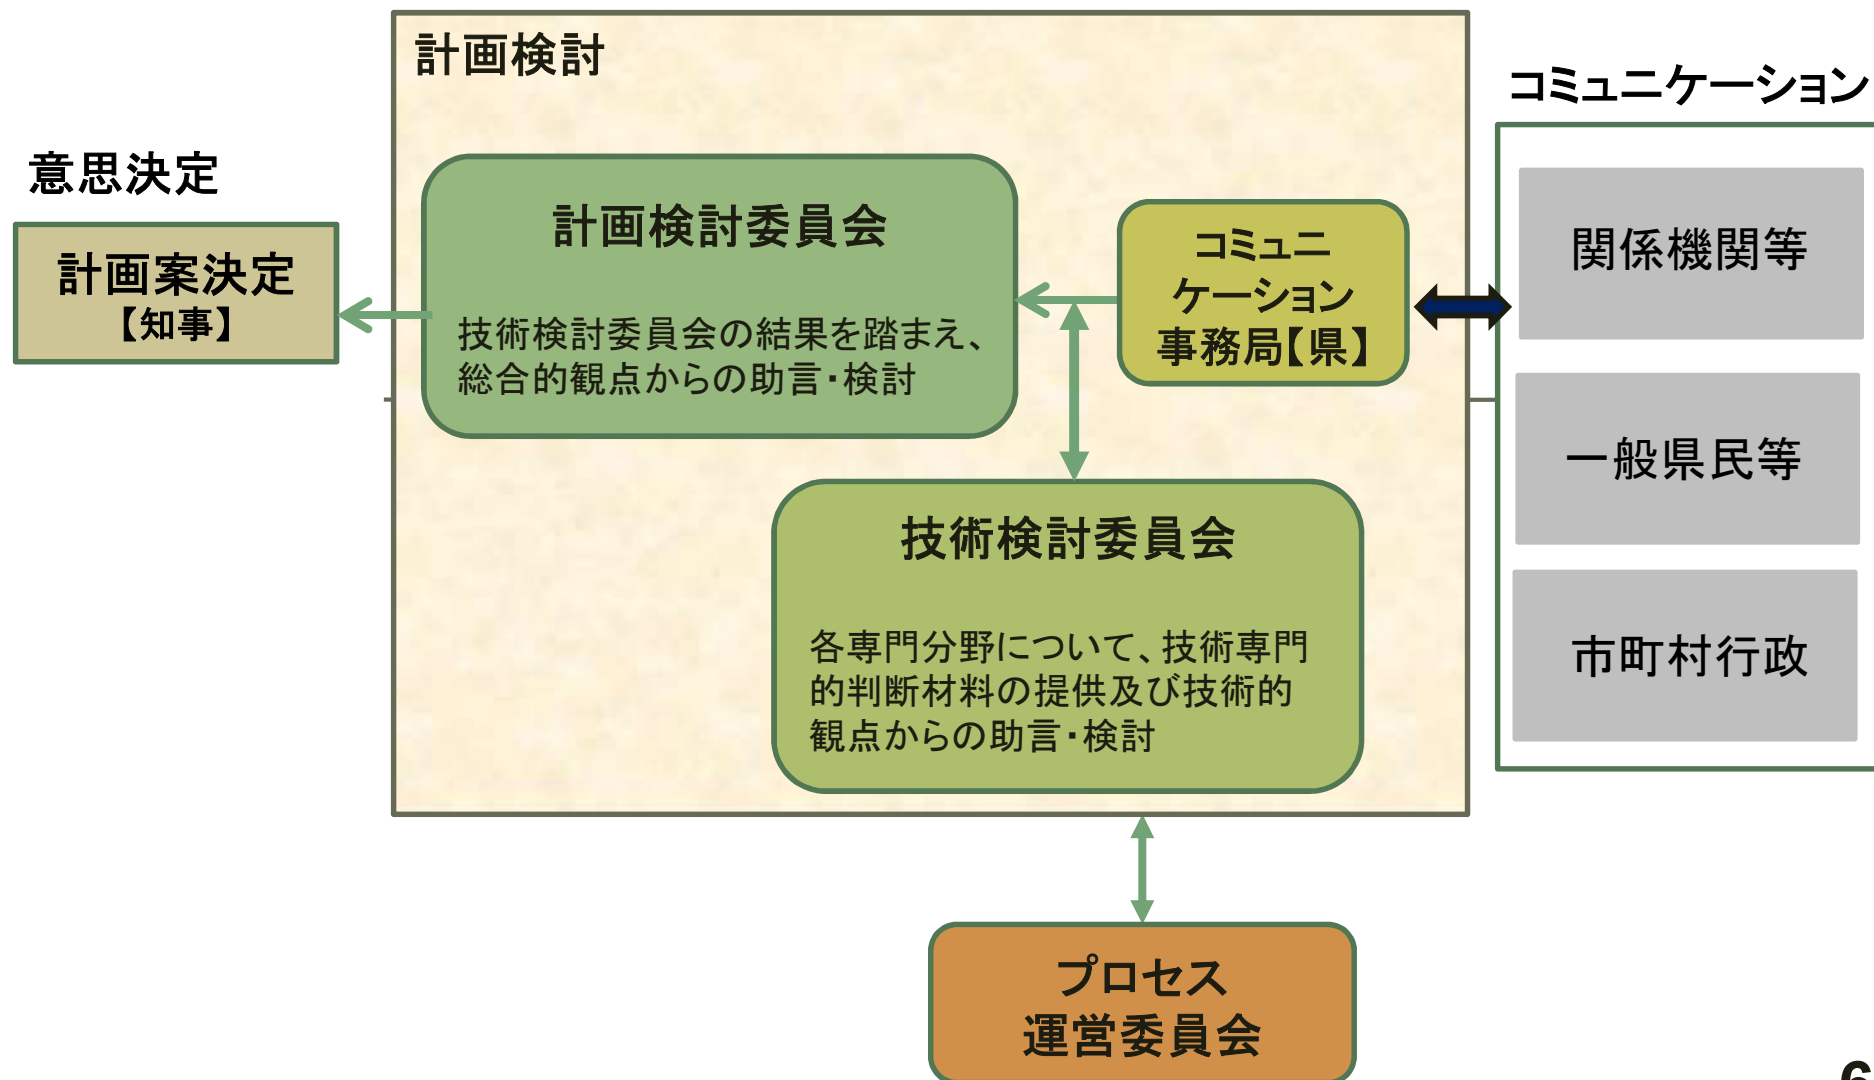 計画検討
コミュニケーション
意思決定
計画案決定
【知事】
計画検討委員会
技術検討委員会の結果を踏まえ、
総合的観点からの助言・検討
コミュニ
ケーション
事務局【県】
関係機関等
一般県民等
市町村行政
技術検討委員会
各専門分野について、技術専門
的判断材料の提供及び技術的
観点からの助言・検討
プロセス
運営委員会
6